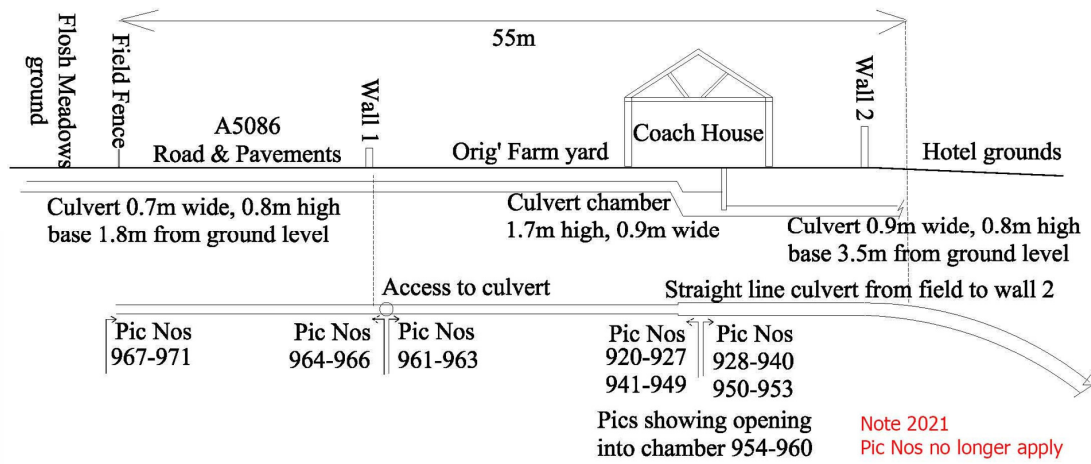 55m
Flosh Meadows
ground
Field Fence
A5086
Road & Pavements
Wall 1
Orig' Farm yard
Coach House
Wall 2
Hotel grounds
Culvert 0.7m wide, 0.8m high
base 1.8m from ground level
Culvert chamber
1.7m high, 0.9m wide
Culvert 0.9m wide, 0.8m high
base 3.5m from ground level
Access to culvert
Straight line culvert from field to wall 2
Pic Nos
967-971
Pic Nos
964-966
Pic Nos
961-963
Pic Nos
920-927
941-949
Pic Nos
928-940
950-953
Pics showing opening
into chamber 954-960
Note 2021
Pic Nos no longer apply